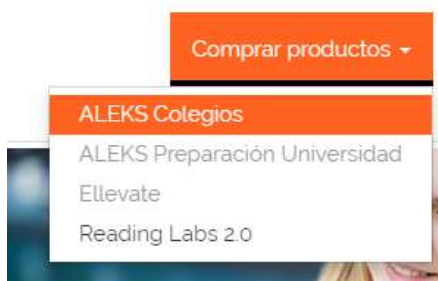 Comprar productos
ALEKS Colegios
ALEKS Preparación Universidad
Ellevate
Reading Labs 2.0